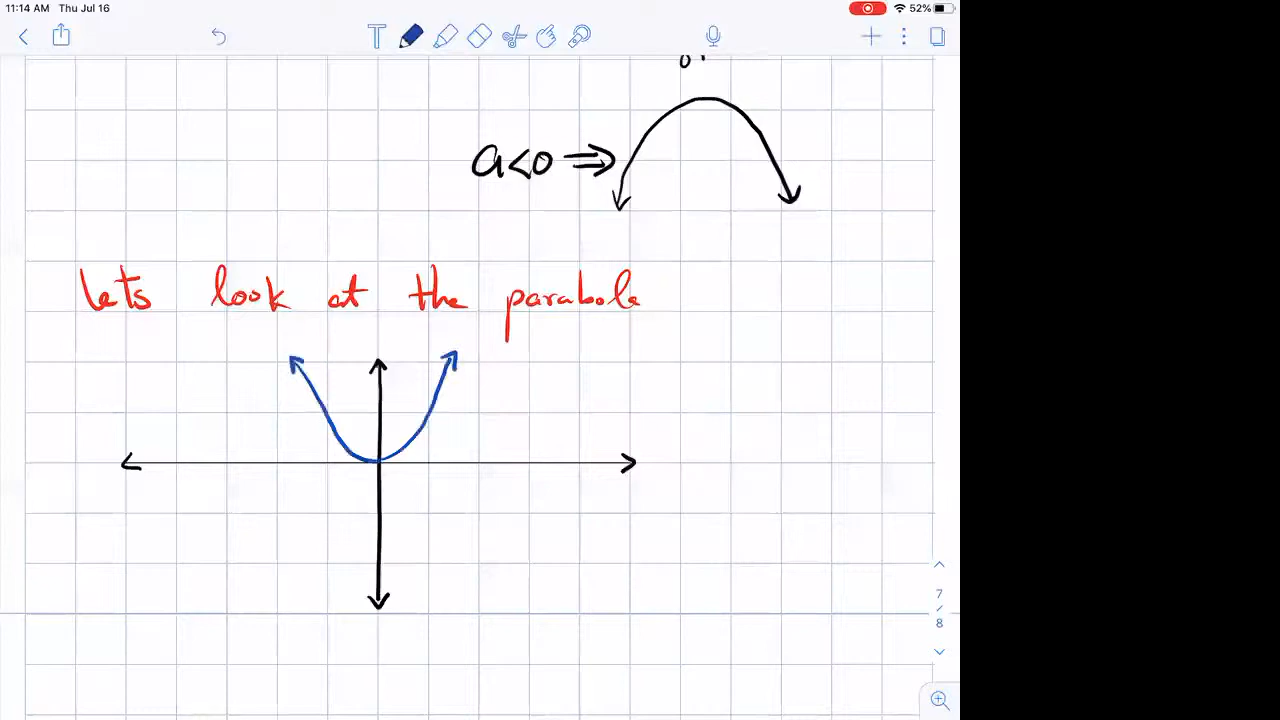 11:14 AM Thu Jul 16 52%
a<0 ⇒
lets look at the parabola
7
/
8